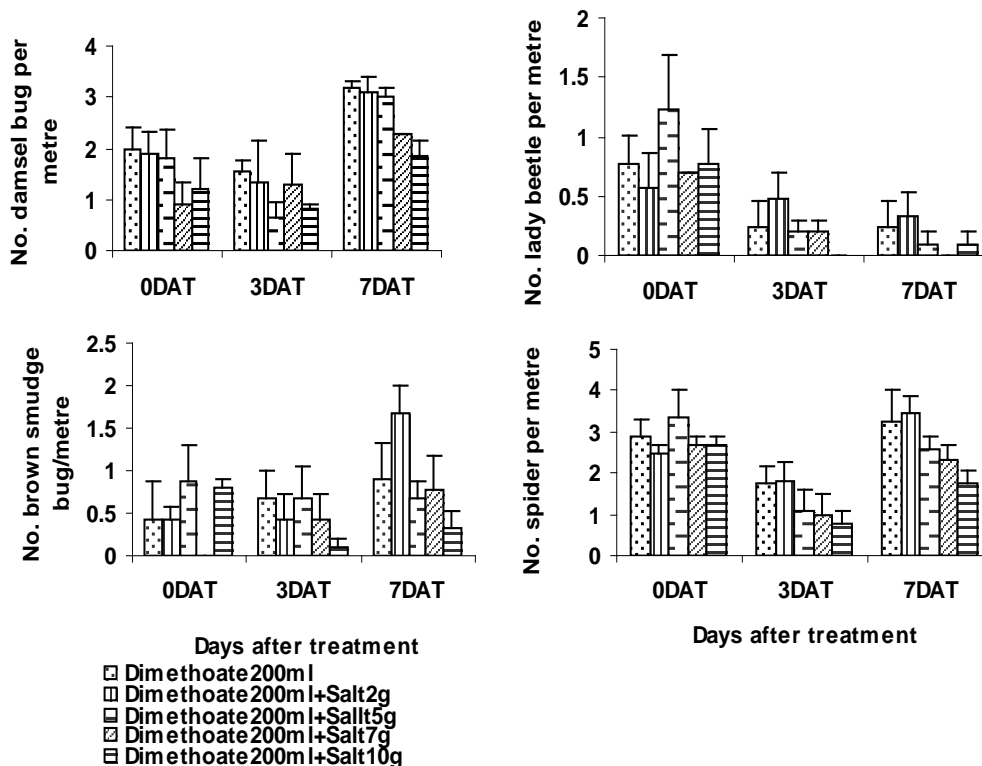 No. damsel bug per
metre
4
3
2
1
0
0DAT 3DAT 7DAT
No. lady beetle per metre
2
1.5
1
0.5
0
0DAT 3DAT 7DAT
No. brown smudge
bug/metre
2.5
2
1.5
1
0.5
0
0DAT 3DAT 7DAT
Days after treatment
No. spider per metre
5
4
3
2
1
0
0DAT 3DAT 7DAT
Days after treatment
Dimethoate200ml
Dimethoate200ml+Salt2g
Dimethoate200ml+Sallt5g
Dimethoate200ml+Salt7g
Dimethoate200ml+Salt10g